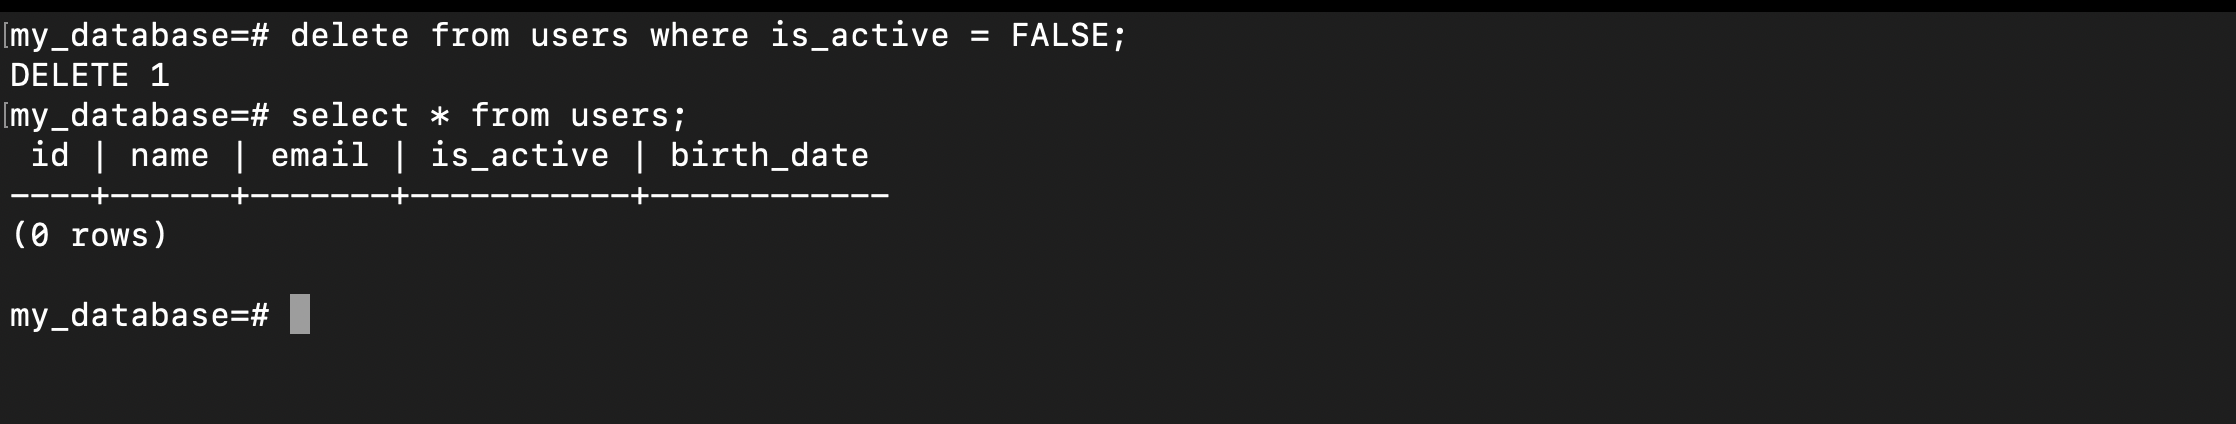 [my_database=# delete from users where is_active = FALSE;
DELETE 1
[my_database=# select * from users;
 id | name | email | is_active | birth_date
----+------+-------+-----------+------------
(0 rows)
my_database=#